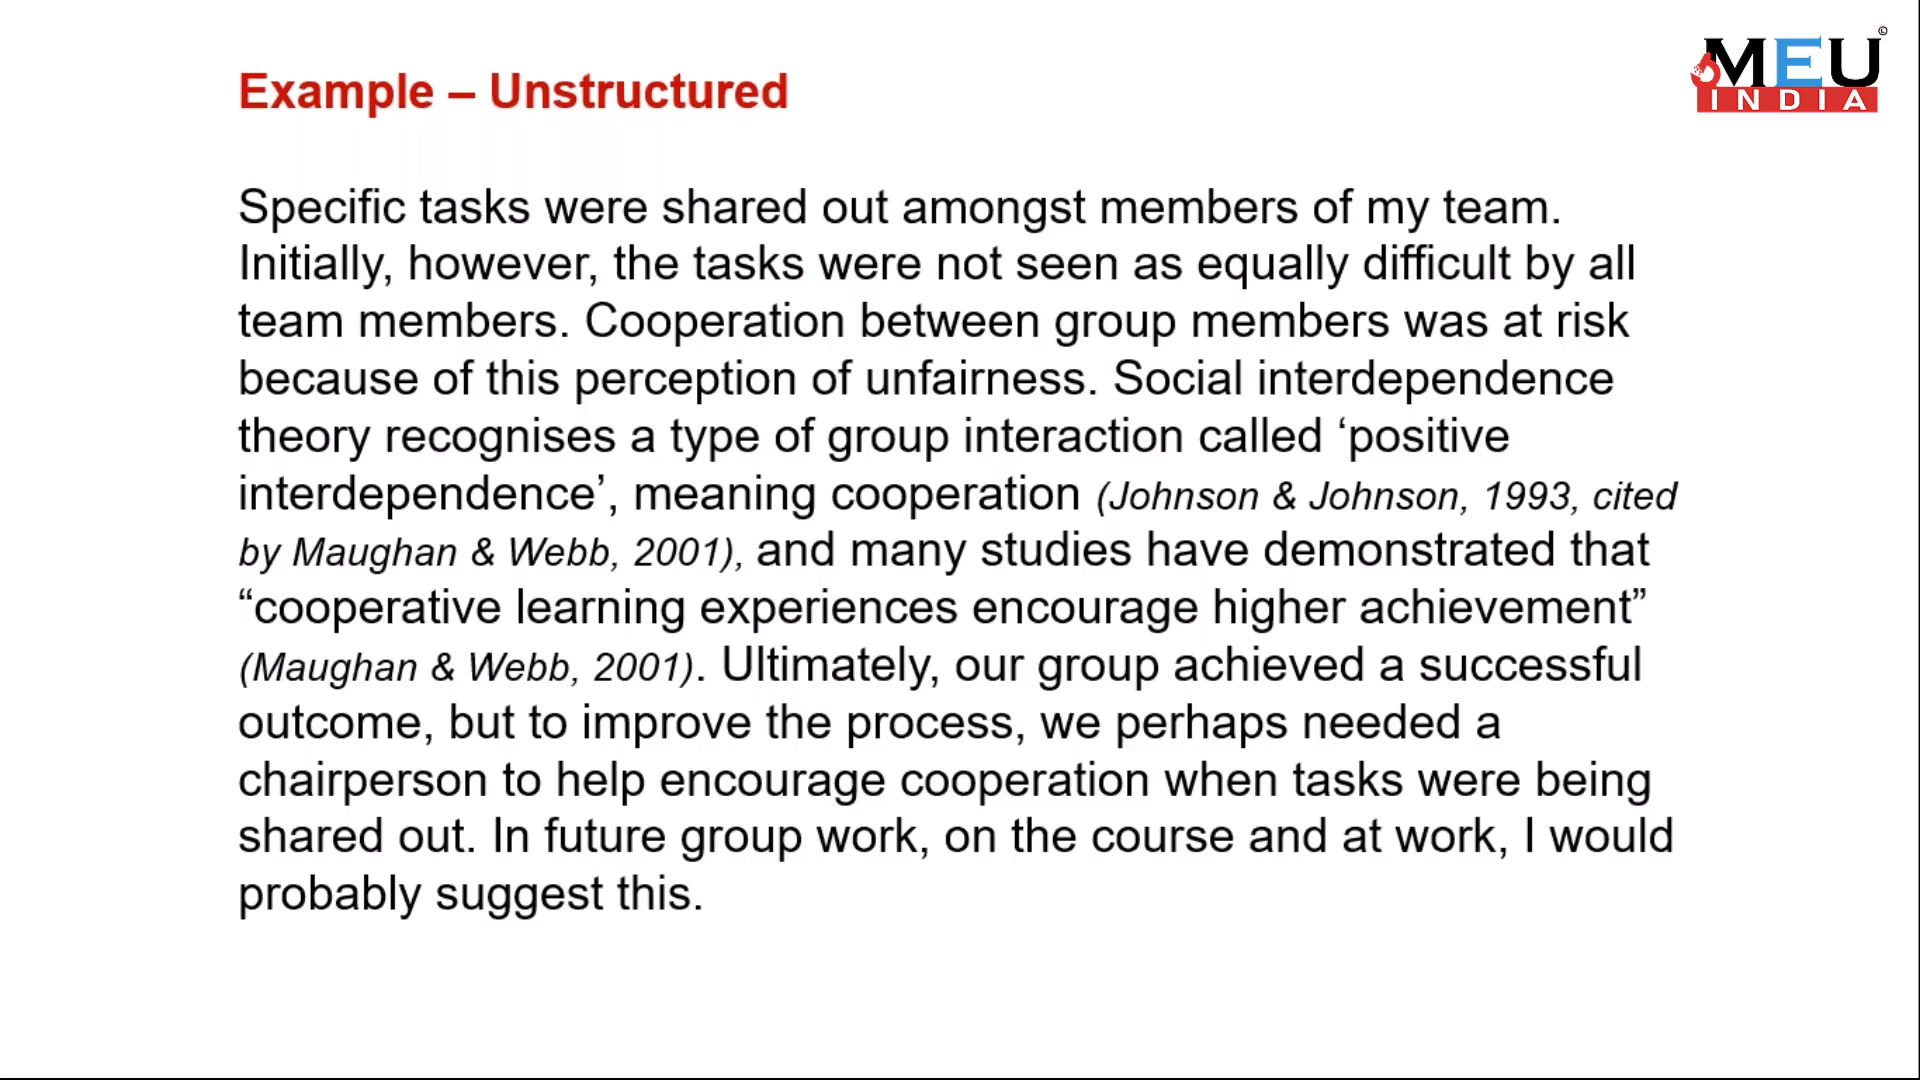 MEU
©
INDIA
Example – Unstructured
Specific tasks were shared out amongst members of my team.
Initially, however, the tasks were not seen as equally difficult by all
team members. Cooperation between group members was at risk
because of this perception of unfairness. Social interdependence
theory recognises a type of group interaction called ‘positive
interdependence’, meaning cooperation (Johnson & Johnson, 1993, cited
by Maughan & Webb, 2001), and many studies have demonstrated that
“cooperative learning experiences encourage higher achievement”
(Maughan & Webb, 2001). Ultimately, our group achieved a successful
outcome, but to improve the process, we perhaps needed a
chairperson to help encourage cooperation when tasks were being
shared out. In future group work, on the course and at work, I would
probably suggest this.